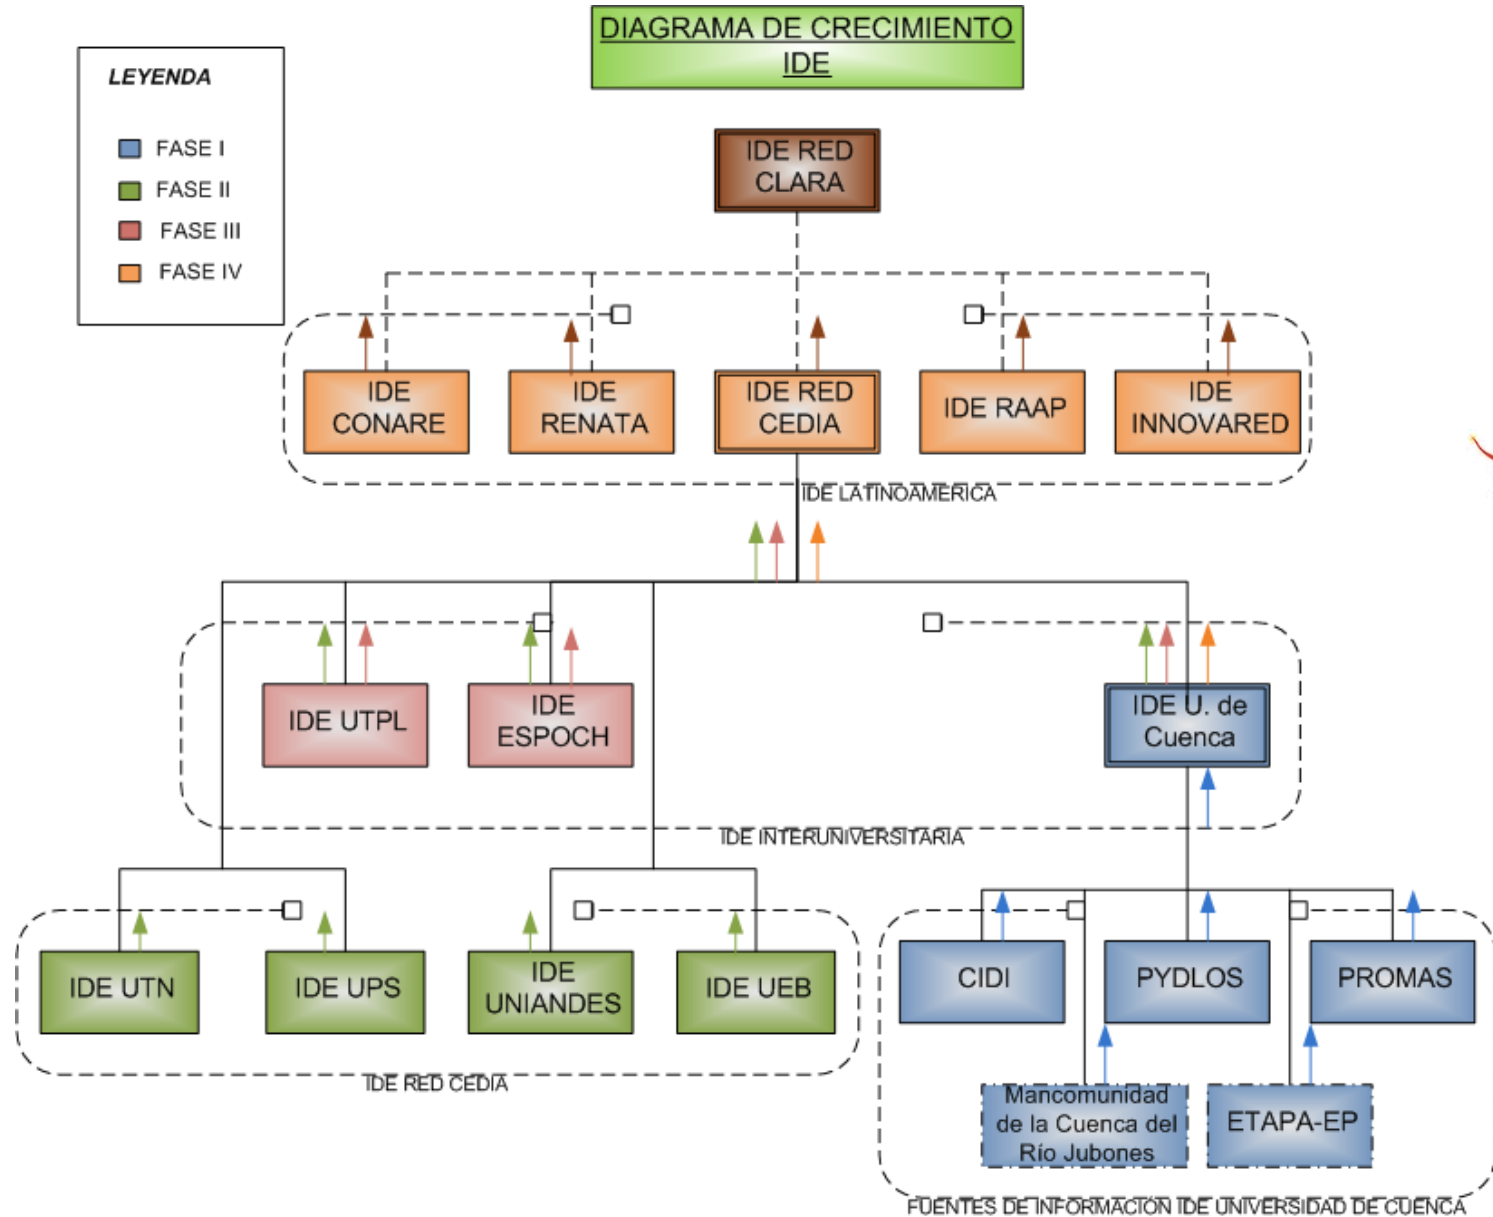 DIAGRAMA DE CRECIMIENTO
IDE
LEYENDA
FASE I
FASE II
FASE III
FASE IV
IDE RED
CLARA
IDE
CONARE
IDE
RENATA
IDE RED
CEDIA
IDE RAAP
IDE
INNOVARED
IDE LATINOAMERICA
IDE UTPL
IDE
ESPOCH
IDE U. de
Cuenca
IDE INTERUNIVERSITARIA
IDE UTN
IDE UPS
IDE
UNIANDES
IDE UEB
IDE RED CEDIA
CIDI
PYDLOS
PROMAS
Mancomunidad
de la Cuenca del
Río Jubones
ETAPA-EP
FUENTES DE INFORMACIÓN IDE UNIVERSIDAD DE CUENCA